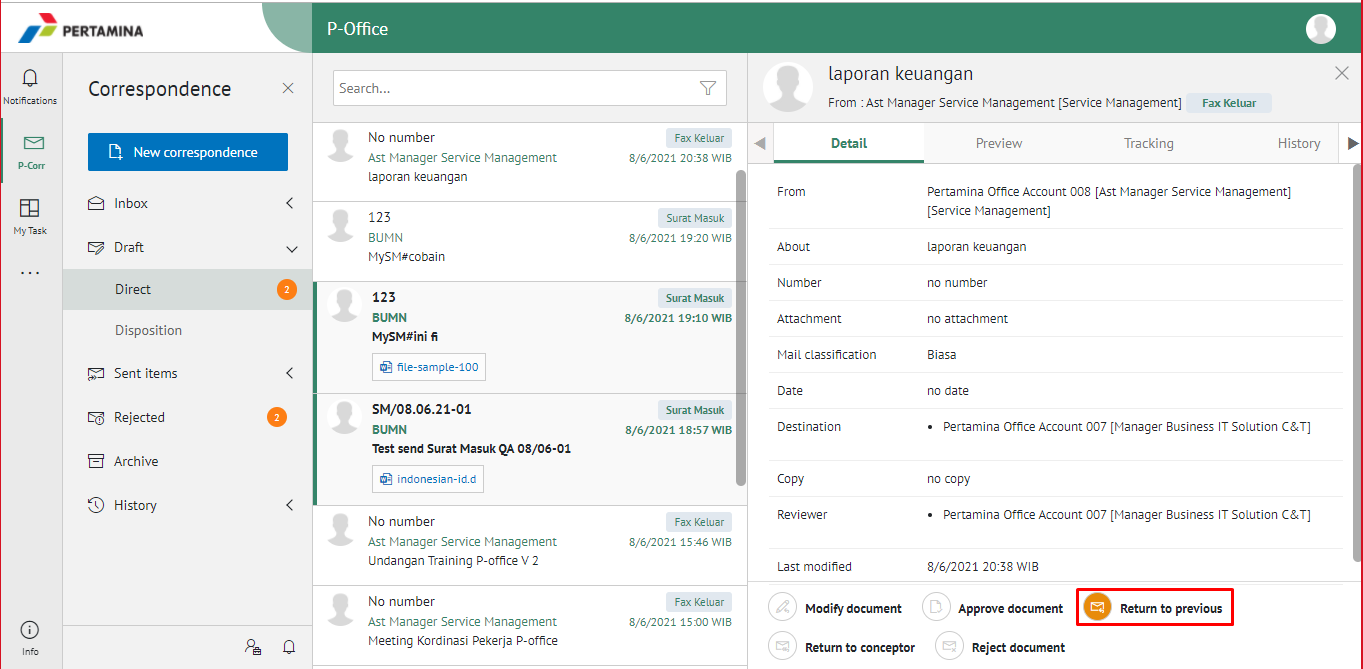 PERTAMINA
P-Office
Notifications
P-Corr
My Task
...
Info
Correspondence
New correspondence
Inbox
Draft
Direct 2
Disposition
Sent items
Rejected 2
Archive
History
Search...
No number Fax Keluar
Ast Manager Service Management 8/6/2021 20:38 WIB
laporan keuangan
123 Surat Masuk
BUMN 8/6/2021 19:20 WIB
MySM#cobain
123 Surat Masuk
BUMN 8/6/2021 19:10 WIB
MySM#ini fi
file-sample-100
SM/08.06.21-01 Surat Masuk
BUMN 8/6/2021 18:57 WIB
Test send Surat Masuk QA 08/06-01
indonesian-id.d
No number Fax Keluar
Ast Manager Service Management 8/6/2021 15:46 WIB
Undangan Training P-office V 2
No number Fax Keluar
Ast Manager Service Management 8/6/2021 15:00 WIB
Meeting Kordinasi Pekerja P-office
laporan keuangan
From : Ast Manager Service Management [Service Management] Fax Keluar
Detail Preview Tracking History
From Pertamina Office Account 008 [Ast Manager Service Management]
[Service Management]
About laporan keuangan
Number no number
Attachment no attachment
Mail classification Biasa
Date no date
Destination • Pertamina Office Account 007 [Manager Business IT Solution C&T]
Copy no copy
Reviewer • Pertamina Office Account 007 [Manager Business IT Solution C&T]
Last modified 8/6/2021 20:38 WIB
Modify document Approve document Return to previous
Return to conceptor Reject document